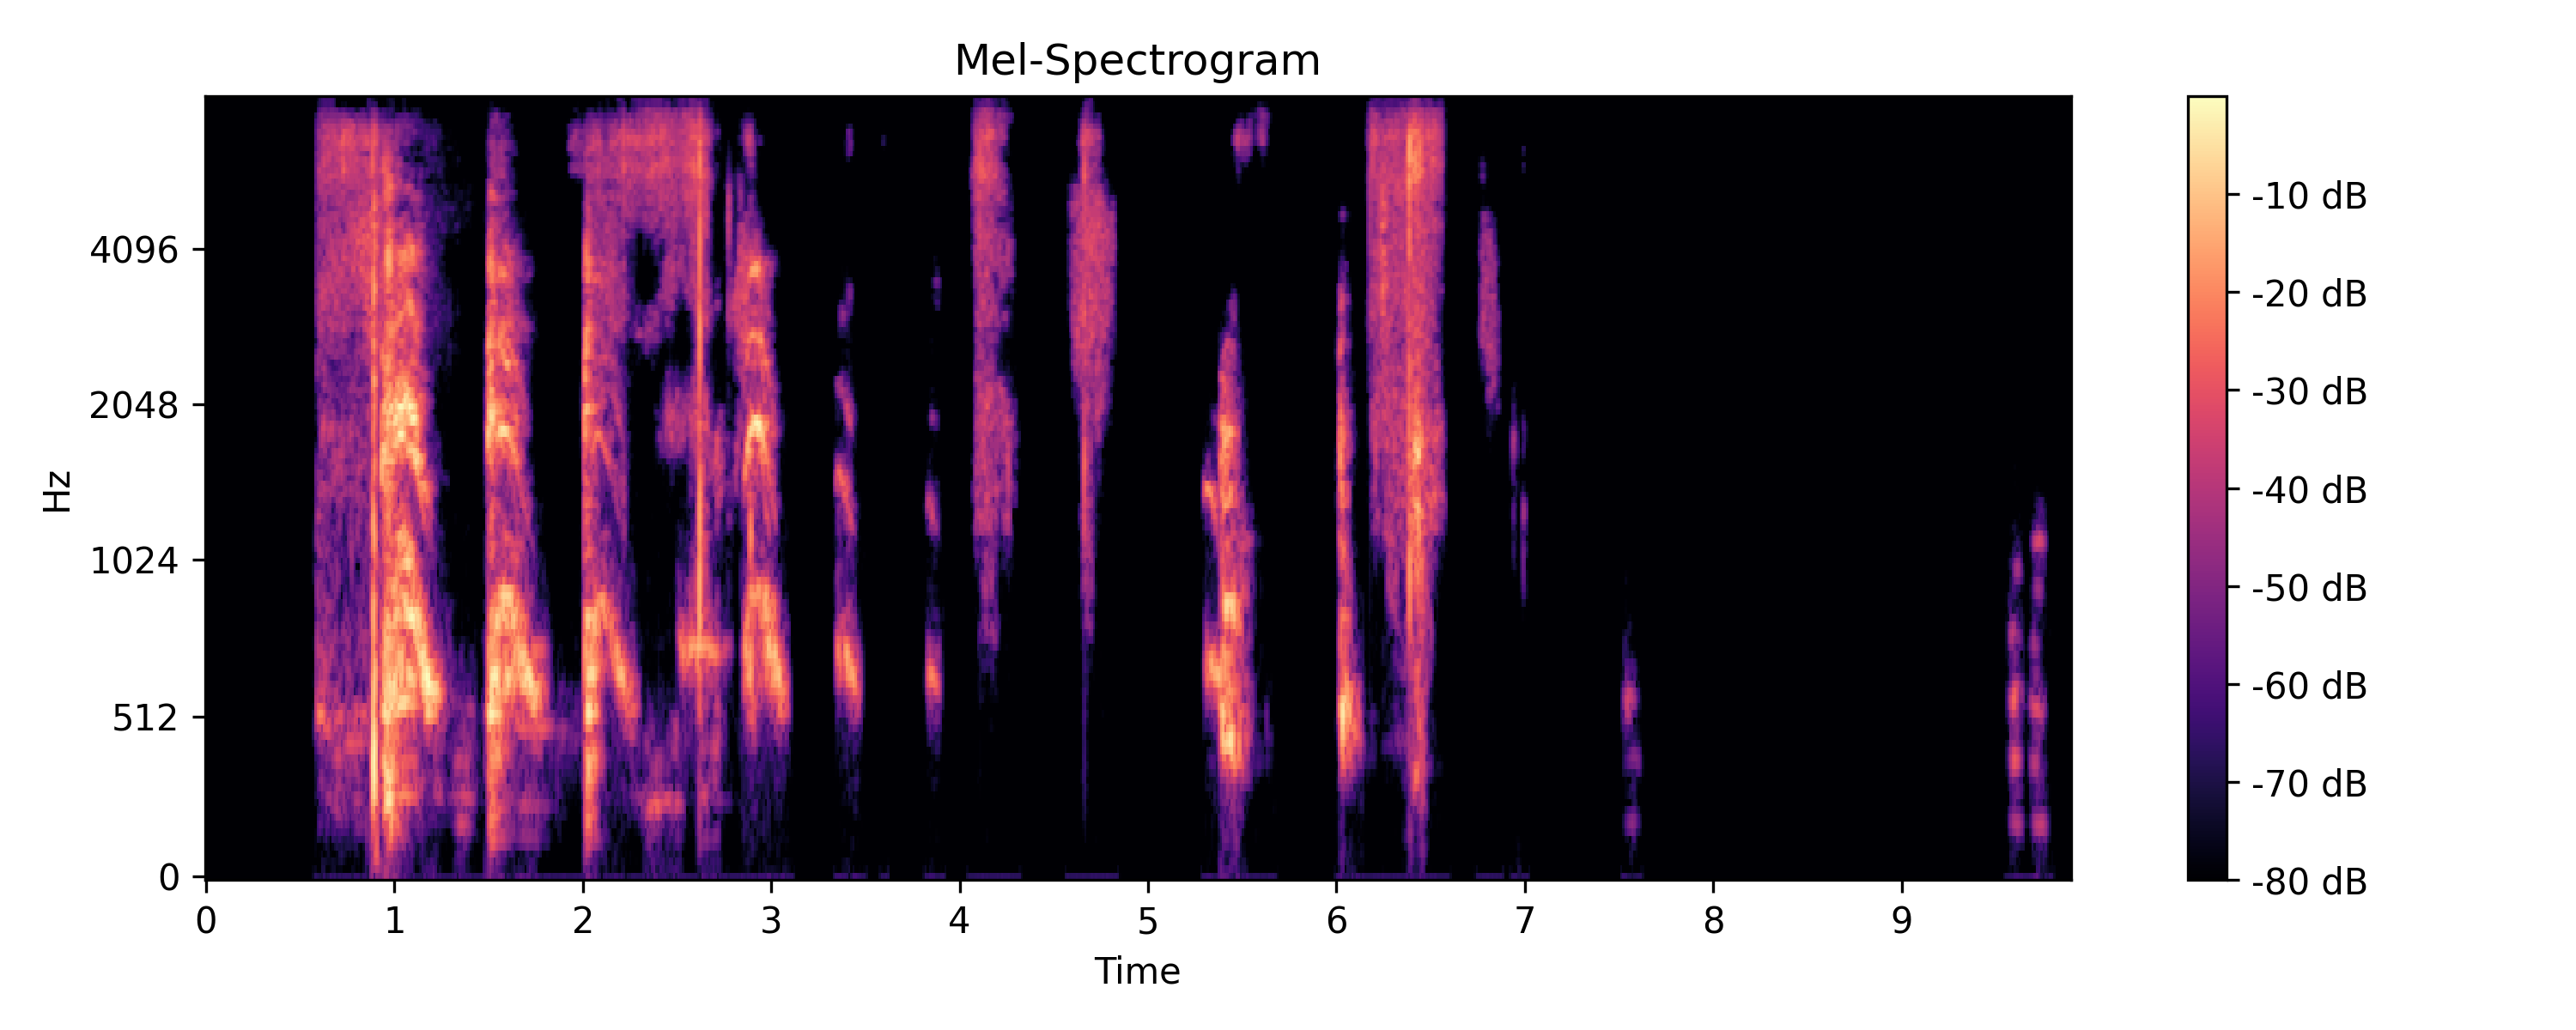 Mel-Spectrogram
Hz
4096
2048
1024
512
0
0 1 2 3 4 5 6 7 8 9
Time
-10 dB
-20 dB
-30 dB
-40 dB
-50 dB
-60 dB
-70 dB
-80 dB